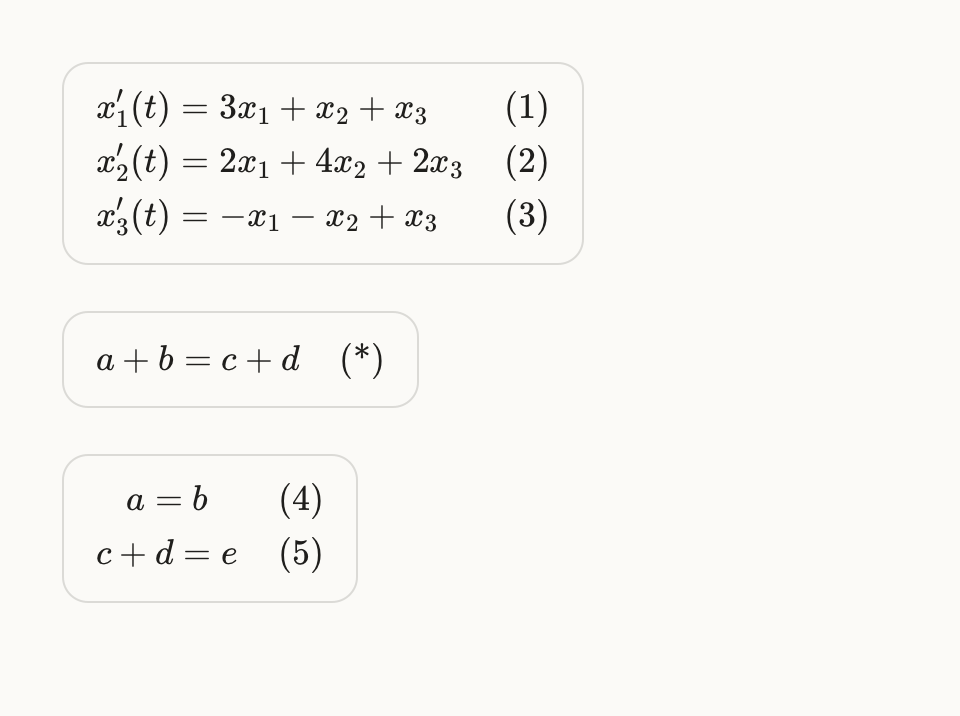 x₁′(t) = 3x₁ + x₂ + x₃ (1)
x₂′(t) = 2x₁ + 4x₂ + 2x₃ (2)
x₃′(t) = −x₁ − x₂ + x₃ (3)
a + b = c + d (*)
a = b (4)
c + d = e (5)